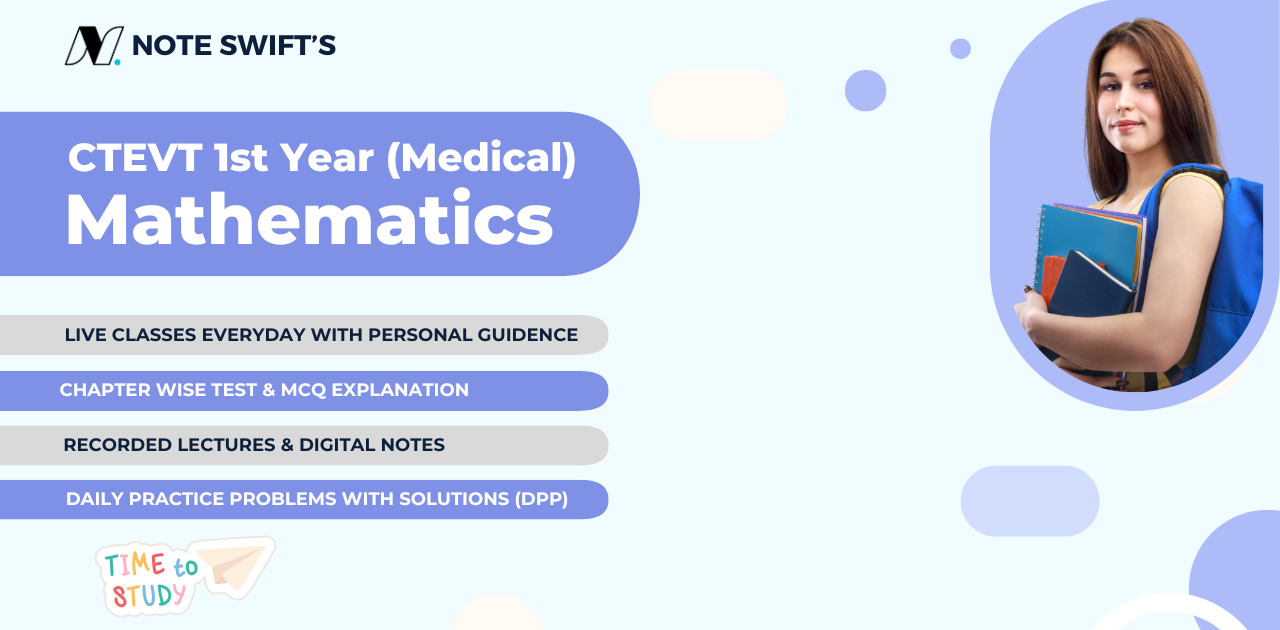 NOTE SWIFT'S
CTEVT 1st Year (Medical)
Mathematics
LIVE CLASSES EVERYDAY WITH PERSONAL GUIDENCE
CHAPTER WISE TEST & MCQ EXPLANATION
RECORDED LECTURES & DIGITAL NOTES
DAILY PRACTICE PROBLEMS WITH SOLUTIONS (DPP)
TIME to
STUDY